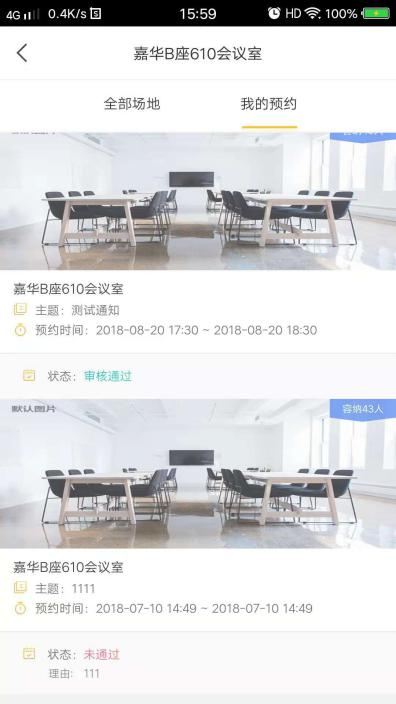 4G 0.4K/s 15:59 HD 100%
嘉华B座610会议室
全部场地 我的预约
嘉华B座610会议室
主题：测试通知
预约时间：2018-08-20 17:30 ~ 2018-08-20 18:30
状态：审核通过
默认图片 容纳43人
嘉华B座610会议室
主题：1111
预约时间：2018-07-10 14:49 ~ 2018-07-10 14:49
状态：未通过
理由： 111